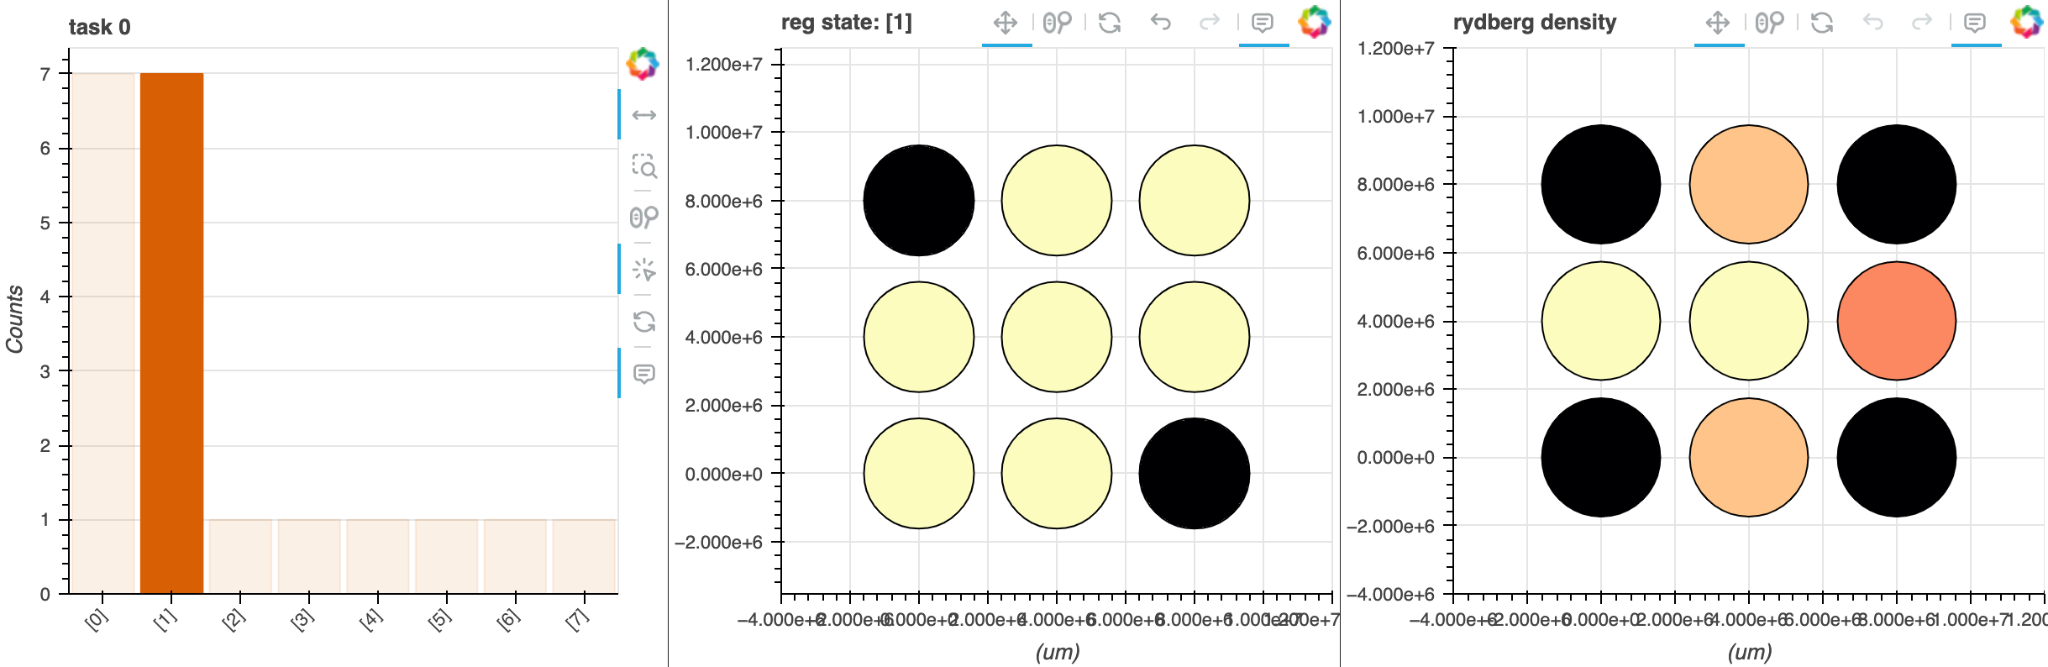 task 0
Counts
7
6
5
4
3
2
1
0
[0] [1] [2] [3] [4] [5] [6] [7]
reg state: [1]
1.200e+7
1.000e+7
8.000e+6
6.000e+6
4.000e+6
2.000e+6
0.000e+0
−2.000e+6
(um)
rydberg density
1.200e+7
1.000e+7
8.000e+6
6.000e+6
4.000e+6
2.000e+6
0.000e+0
−2.000e+6
−4.000e+6
(um)